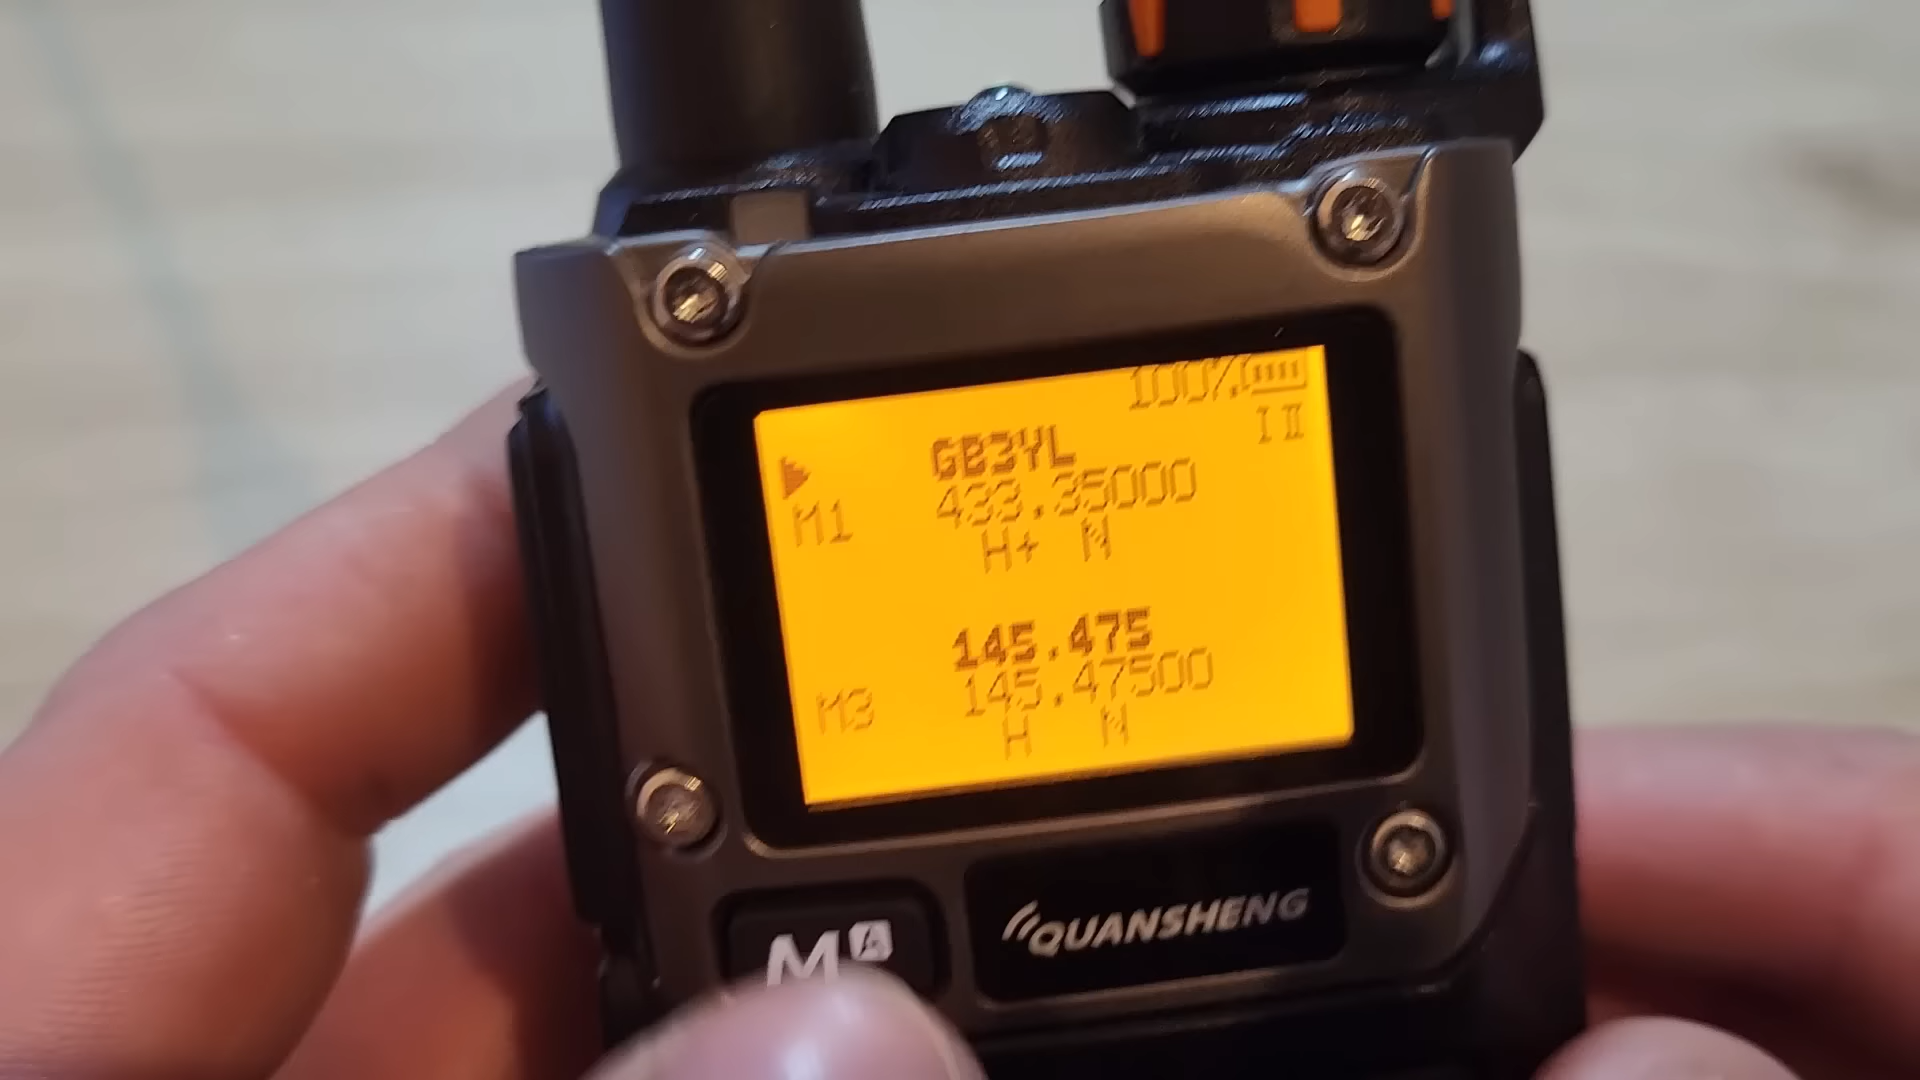 100%
I II
GB3YL
M1 433.35000
H+ N
145.475
M3 145.47500
H N
M A
QUANSHENG